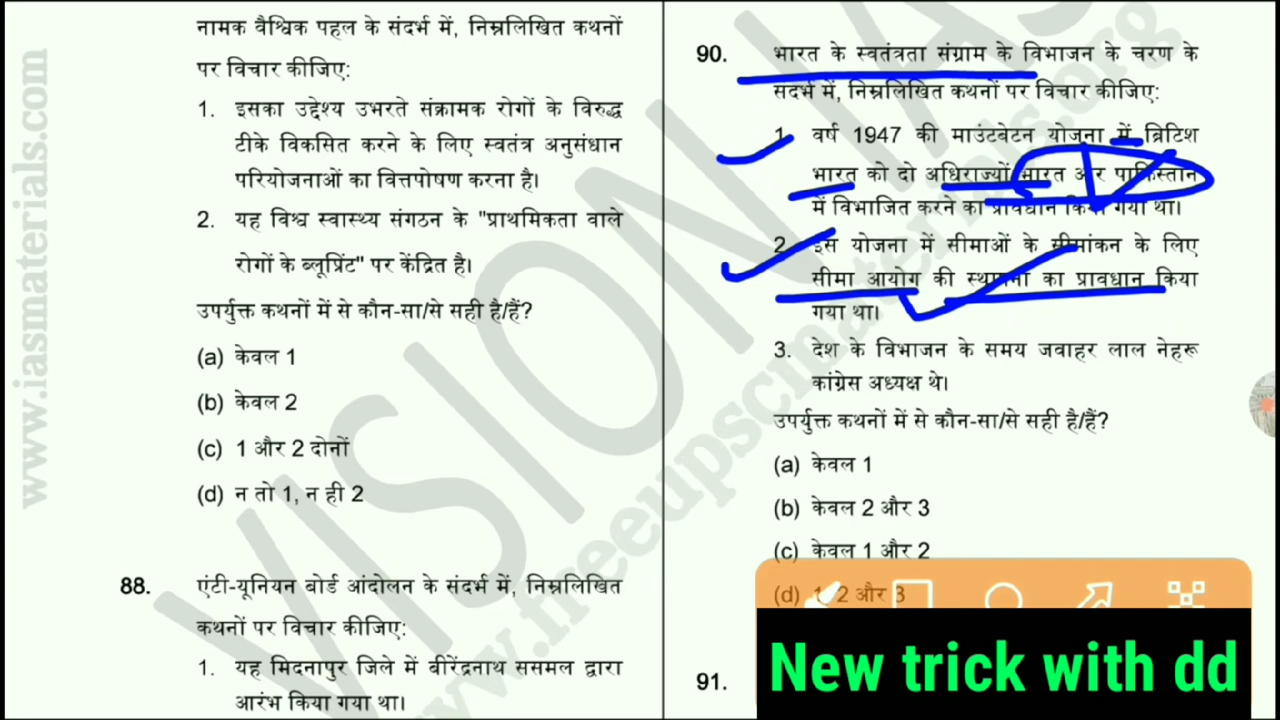 नामक वैश्विक पहल के संदर्भ में, निम्नलिखित कथनों
पर विचार कीजिए:
1. इसका उद्देश्य उभरते संक्रामक रोगों के विरुद्ध
टीके विकसित करने के लिए स्वतंत्र अनुसंधान
परियोजनाओं का वित्तपोषण करना है।
2. यह विश्व स्वास्थ्य संगठन के "प्राथमिकता वाले
रोगों के ब्लूप्रिंट" पर केंद्रित है।
उपर्युक्त कथनों में से कौन-सा/से सही है/हैं?
(a) केवल 1
(b) केवल 2
(c) 1 और 2 दोनों
(d) न तो 1, न ही 2
88. एंटी-यूनियन बोर्ड आंदोलन के संदर्भ में, निम्नलिखित
कथनों पर विचार कीजिए:
1. यह मिदनापुर जिले में बीरेंद्रनाथ ससमल द्वारा
आरंभ किया गया था।
90. भारत के स्वतंत्रता संग्राम के विभाजन के चरण के
संदर्भ में, निम्नलिखित कथनों पर विचार कीजिए:
1. वर्ष 1947 की माउंटबेटन योजना में ब्रिटिश
भारत को दो अधिराज्यों भारत और पाकिस्तान
में विभाजित करने का प्रावधान किया गया था।
2. इस योजना में सीमाओं के सीमांकन के लिए
सीमा आयोग की स्थापना का प्रावधान किया
गया था।
3. देश के विभाजन के समय जवाहर लाल नेहरू
कांग्रेस अध्यक्ष थे।
उपर्युक्त कथनों में से कौन-सा/से सही है/हैं?
(a) केवल 1
(b) केवल 2 और 3
(c) केवल 1 और 2
(d) 1, 2 और 3
91.
New trick with dd
www.iasmaterials.com
VISION IAS
www.freeupscmaterials.org